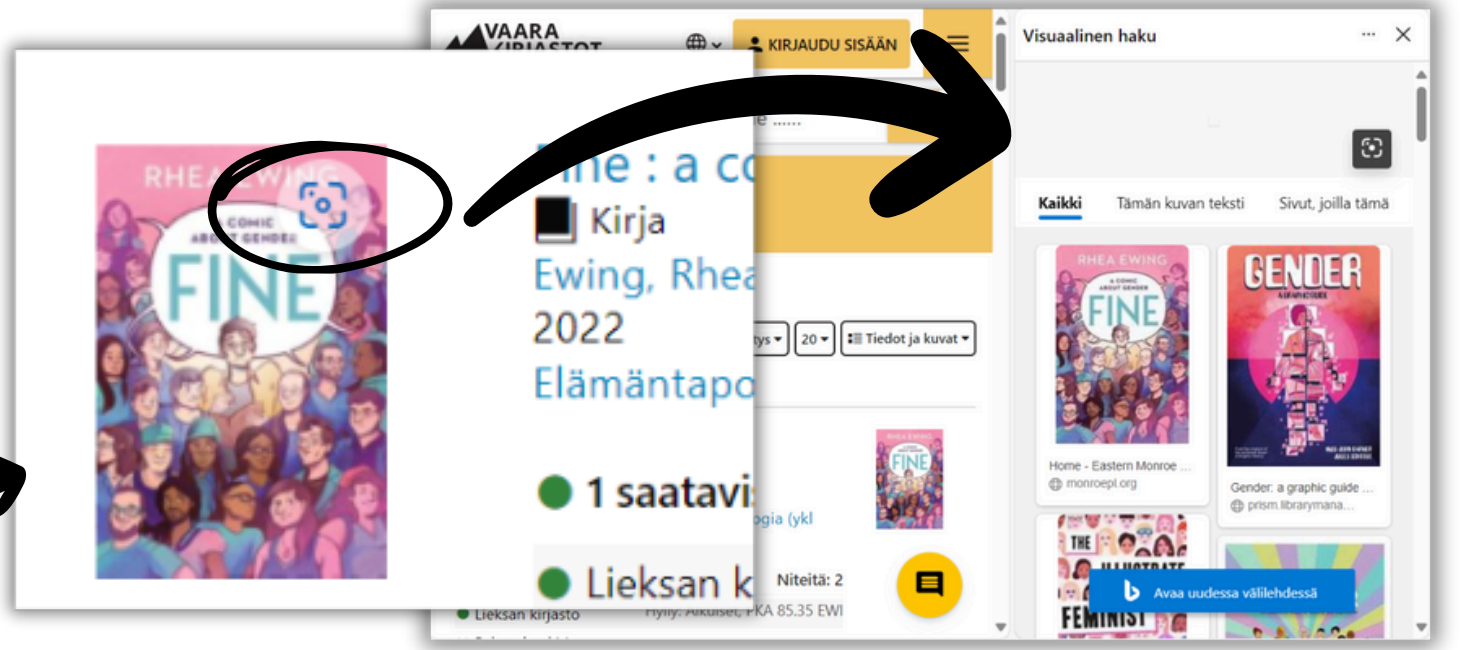 VAARA
KIRJASTOT
KIRJAUDU SISÄÄN
Visuaalinen haku
RHEA EWING
COMIC
ABOUT GENDER
FINE
Fine : a co
Kirja
Ewing, Rhea
2022
Elämäntapo
1 saatavi
Lieksan k
e ......
tys
20
Tiedot ja kuvat
RHEA EWING
FINE
ogia (ykl
Niteitä: 2
Lieksan kirjasto
Hylly: Aikuiset, PKA 85.35 EWI
Kaikki
Tämän kuvan teksti
Sivut, joilla tämä
RHEA EWING
A COMIC
ABOUT GENDER
FINE
Home - Eastern Monroe ...
monroepl.org
GENDER
A GRAPHIC GUIDE
Gender: a graphic guide ...
prism.librarymana...
THE
ILLUSTRATE
FEMINIST
Avaa uudessa välilehdessä